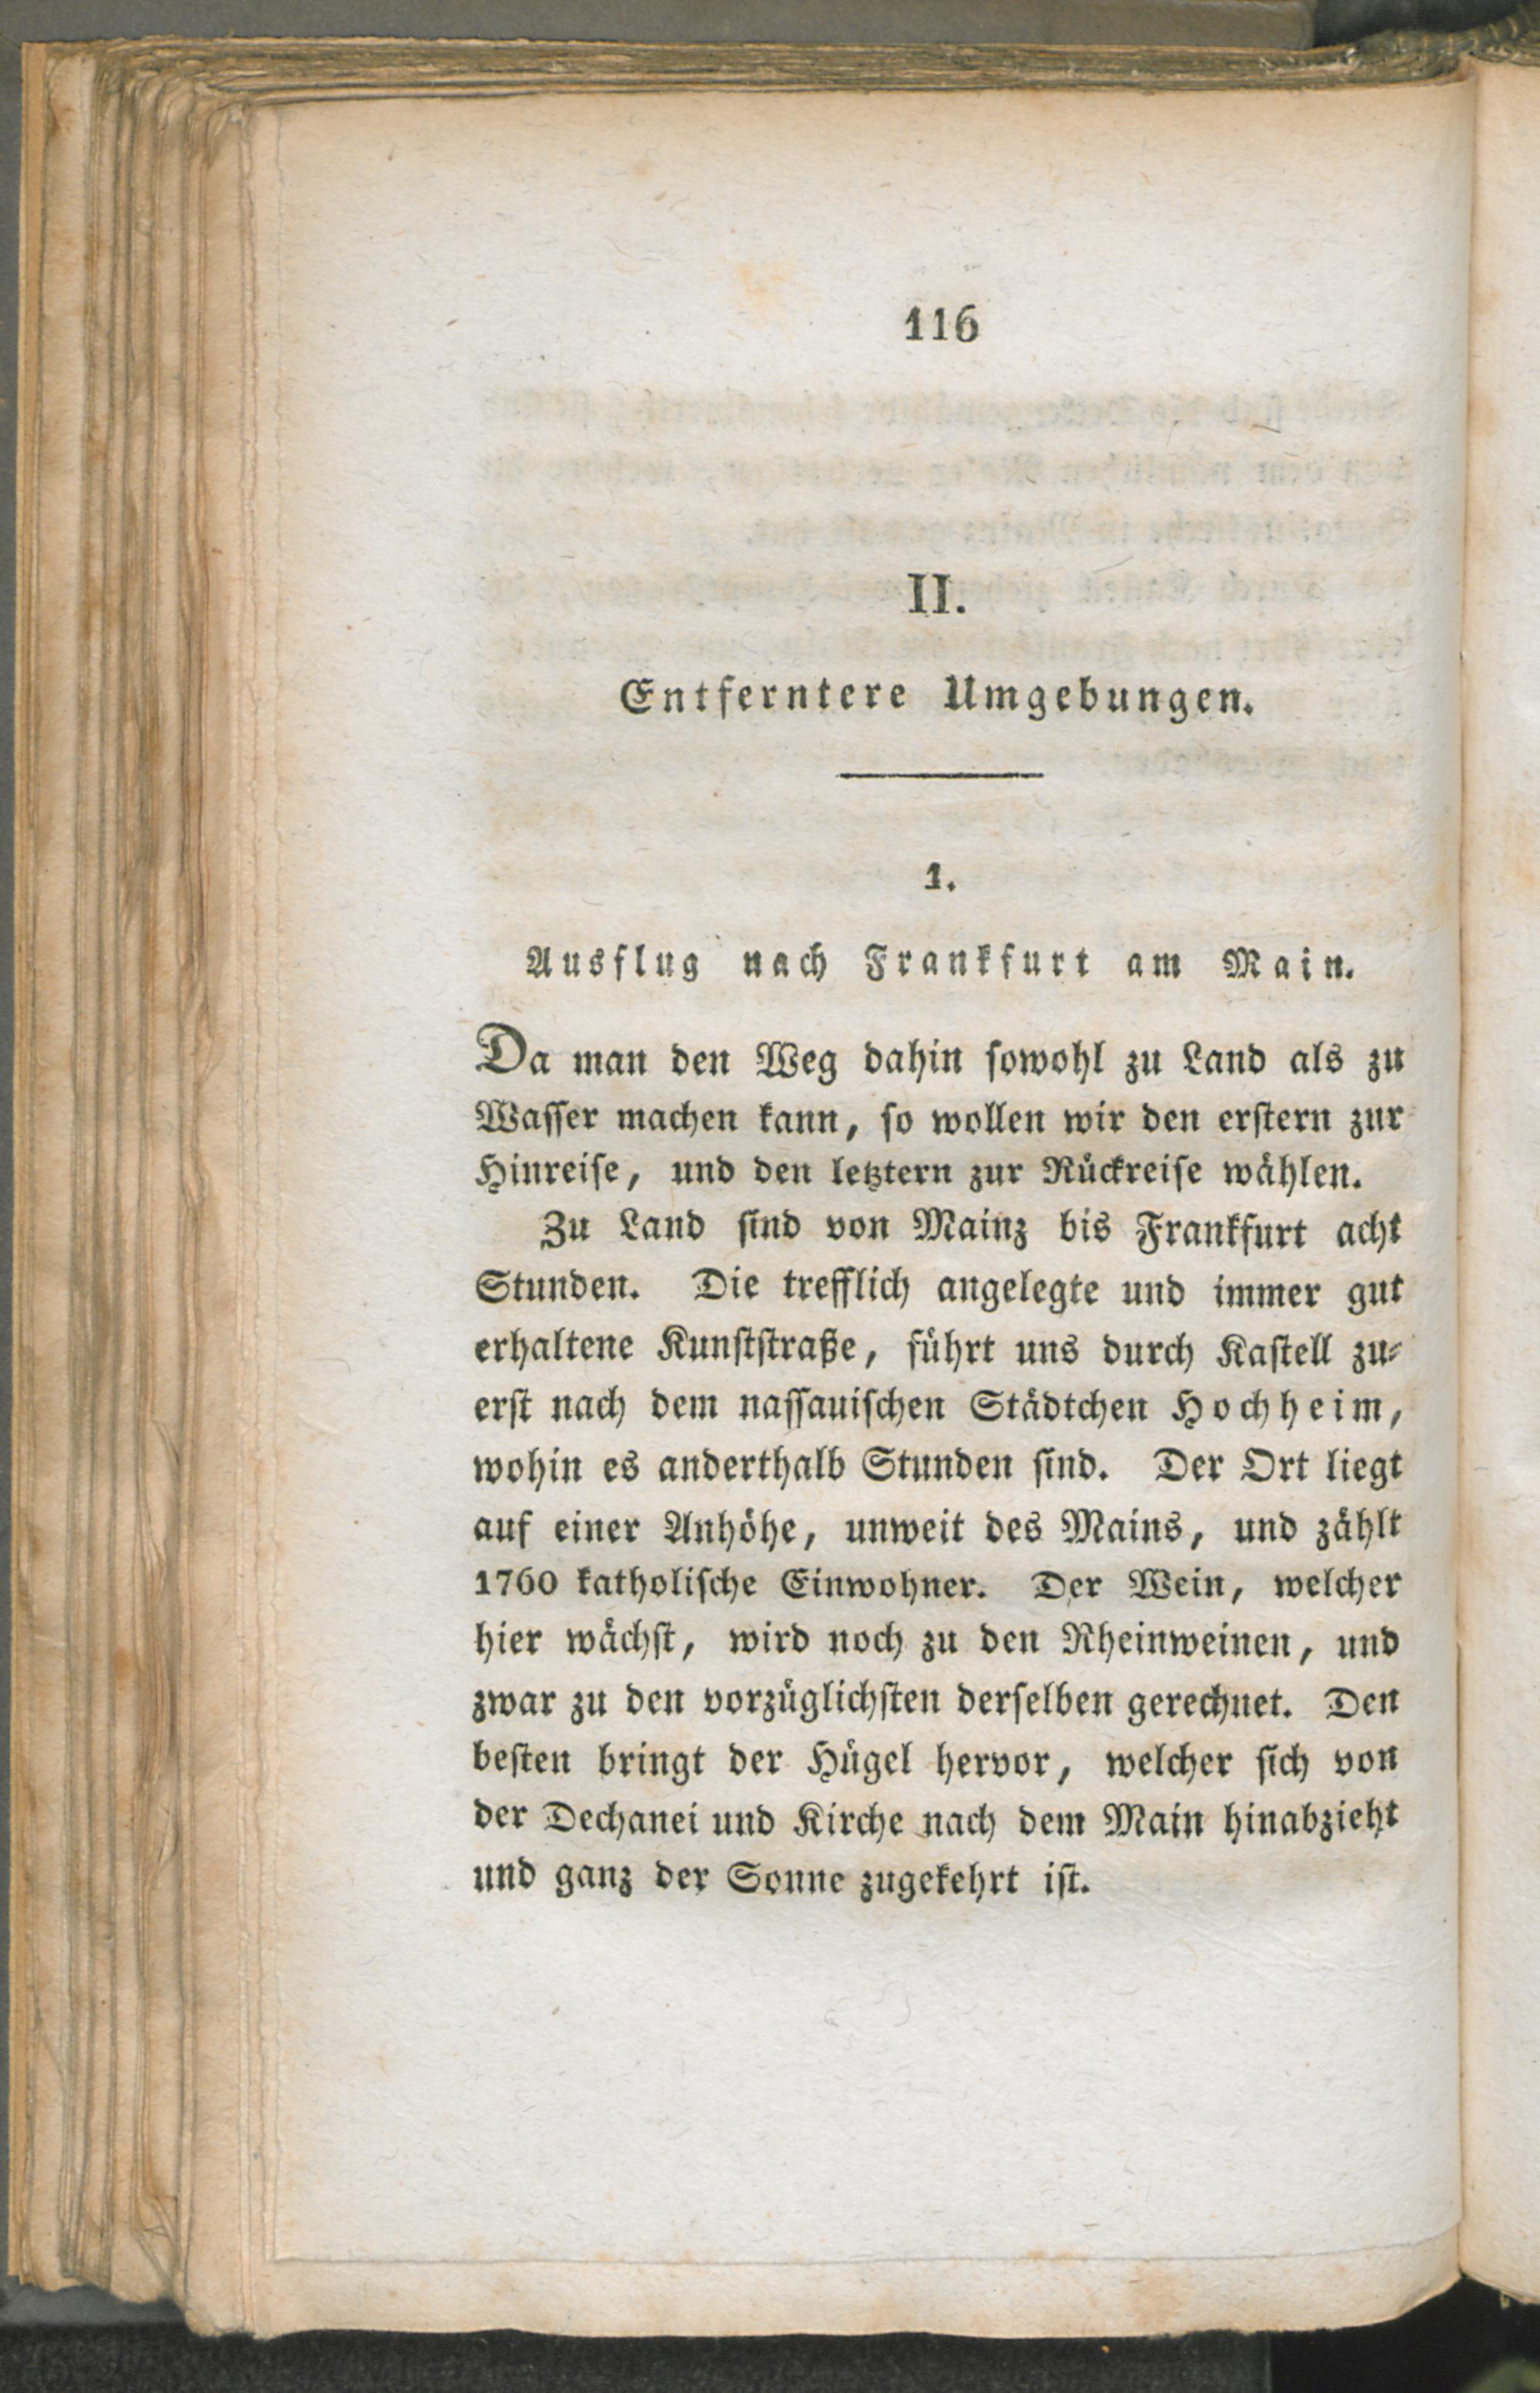 116
II.
Entferntere Umgebungen.
1.
Ausflug nach Frankfurt am Main.
Da man den Weg dahin sowohl zu Land als zu
Wasser machen kann, so wollen wir den erstern zur
Hinreise, und den letztern zur Rückreise wählen.
Zu Land sind von Mainz bis Frankfurt acht
Stunden. Die trefflich angelegte und immer gut
erhaltene Kunststraße, führt uns durch Kastell zu-
erst nach dem nassauischen Städtchen Hochheim,
wohin es anderthalb Stunden sind. Der Ort liegt
auf einer Anhöhe, unweit des Mains, und zählt
1760 katholische Einwohner. Der Wein, welcher
hier wächst, wird noch zu den Rheinweinen, und
zwar zu den vorzüglichsten derselben gerechnet. Den
besten bringt der Hügel hervor, welcher sich von
der Dechanei und Kirche nach dem Main hinabzieht
und ganz der Sonne zugekehrt ist.